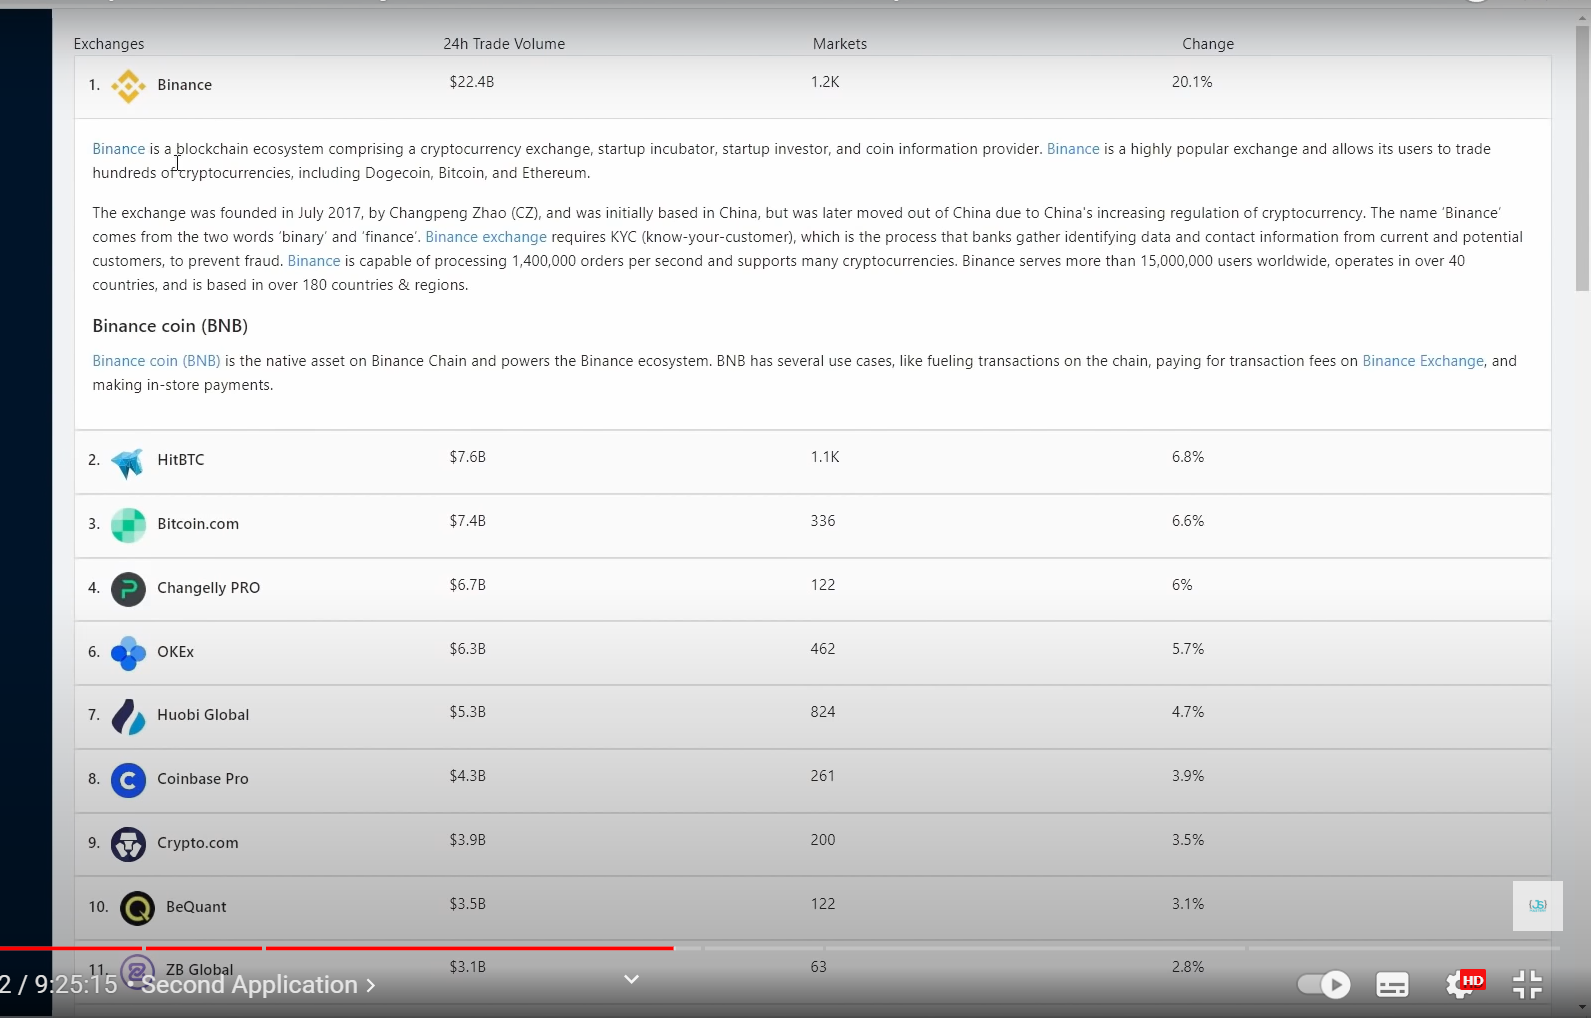 Exchanges 24h Trade Volume Markets Change
1. Binance $22.4B 1.2K 20.1%
Binance is a blockchain ecosystem comprising a cryptocurrency exchange, startup incubator, startup investor, and coin information provider. Binance is a highly popular exchange and allows its users to trade
hundreds of cryptocurrencies, including Dogecoin, Bitcoin, and Ethereum.
The exchange was founded in July 2017, by Changpeng Zhao (CZ), and was initially based in China, but was later moved out of China due to China's increasing regulation of cryptocurrency. The name ‘Binance’
comes from the two words ‘binary’ and ‘finance’. Binance exchange requires KYC (know-your-customer), which is the process that banks gather identifying data and contact information from current and potential
customers, to prevent fraud. Binance is capable of processing 1,400,000 orders per second and supports many cryptocurrencies. Binance serves more than 15,000,000 users worldwide, operates in over 40
countries, and is based in over 180 countries & regions.
Binance coin (BNB)
Binance coin (BNB) is the native asset on Binance Chain and powers the Binance ecosystem. BNB has several use cases, like fueling transactions on the chain, paying for transaction fees on Binance Exchange, and
making in-store payments.
2. HitBTC $7.6B 1.1K 6.8%
3. Bitcoin.com $7.4B 336 6.6%
4. Changelly PRO $6.7B 122 6%
6. OKEx $6.3B 462 5.7%
7. Huobi Global $5.3B 824 4.7%
8. Coinbase Pro $4.3B 261 3.9%
9. Crypto.com $3.9B 200 3.5%
10. BeQuant $3.5B 122 3.1%
{JS}
11. ZB Global $3.1B 63 2.8%
2 / 9:25:15 • Second Application >
HD